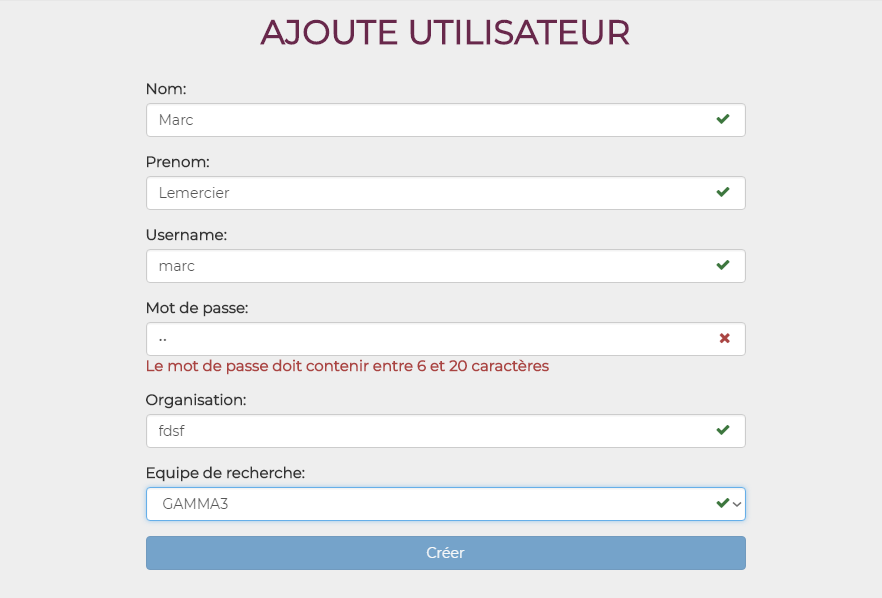 AJOUTE UTILISATEUR
Nom:
Marc
Prenom:
Lemercier
Username:
marc
Mot de passe:
••
Le mot de passe doit contenir entre 6 et 20 caractères
Organisation:
fdsf
Equipe de recherche:
GAMMA3
Créer